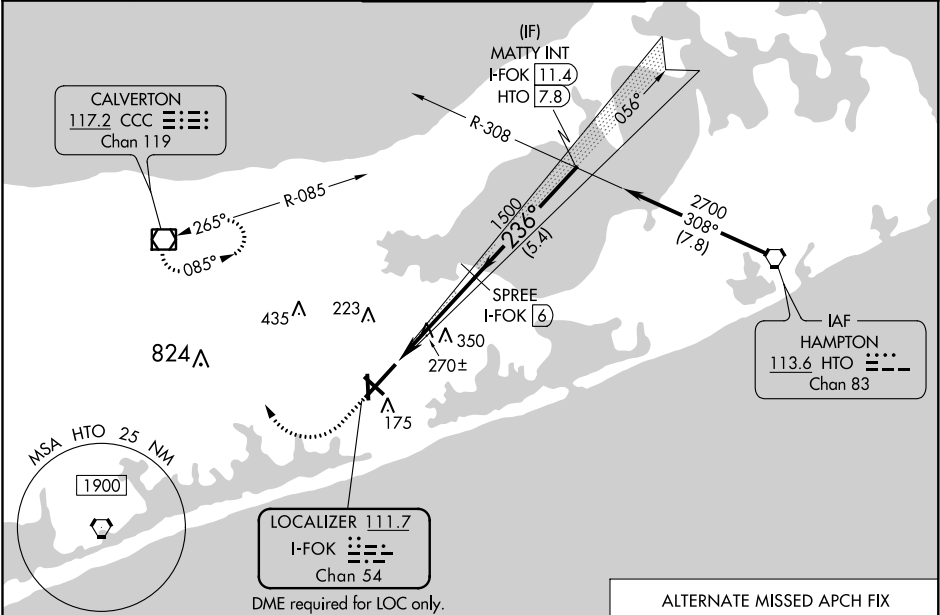 (IF)
MATTY INT
I-FOK 11.4
HTO 7.8
CALVERTON
117.2 CCC
Chan 119
R-308
056°
R-085
265°
085°
1500
236°
(5.4)
2700
308°
(7.8)
SPREE
I-FOK 6
IAF
HAMPTON
113.6 HTO
Chan 83
435
223
350
824
270±
175
MSA HTO 25 NM
1900
LOCALIZER 111.7
I-FOK
Chan 54
DME required for LOC only.
ALTERNATE MISSED APCH FIX